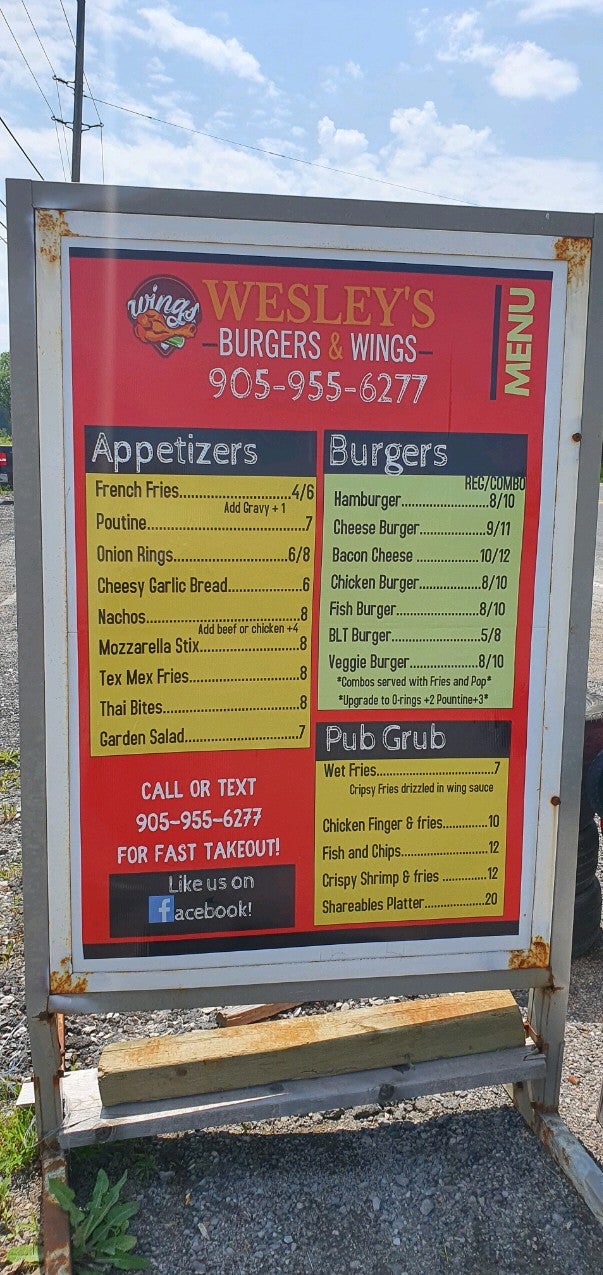 wings
WESLEY'S
-BURGERS & WINGS-
905-955-6277
MENU
Appetizers
French Fries............................4/6
Add Gravy + 1
Poutine........................................7
Onion Rings............................6/8
Cheesy Garlic Bread...................6
Nachos.......................................8
Add beef or chicken +4
Mozzarella Stix.........................8
Tex Mex Fries............................8
Thai Bites..................................8
Garden Salad............................7
CALL OR TEXT
905-955-6277
FOR FAST TAKEOUT!
Like us on
facebook!
Burgers
REG/COMBO
Hamburger......................8/10
Cheese Burger.................9/11
Bacon Cheese ................10/12
Chicken Burger................8/10
Fish Burger.....................8/10
BLT Burger......................5/8
Veggie Burger.................8/10
*Combos served with Fries and Pop*
*Upgrade to O-rings +2 Pountine+3*
Pub Grub
Wet Fries..............................7
Cripsy Fries drizzled in wing sauce
Chicken Finger & fries...........10
Fish and Chips......................12
Crispy Shrimp & fries ...........12
Shareables Platter...............20